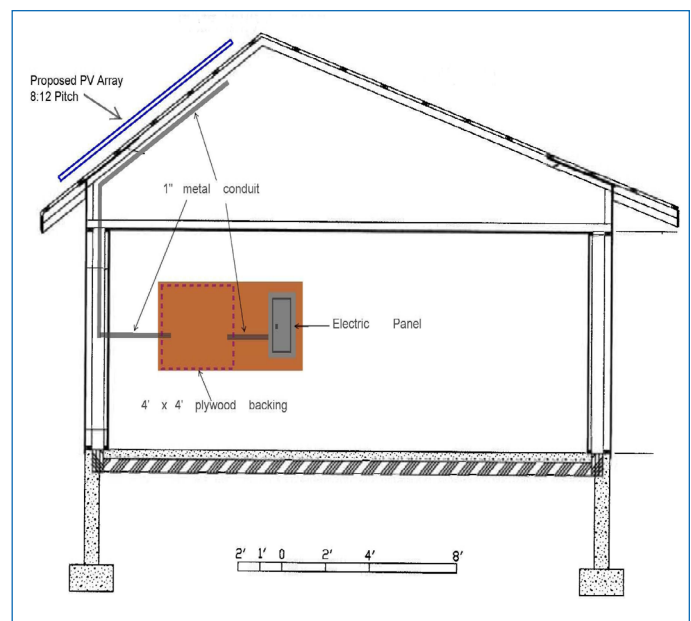 Proposed PV Array
8:12 Pitch
1" metal conduit
Electric Panel
4' x 4' plywood backing
2' 1' 0 2' 4' 8'